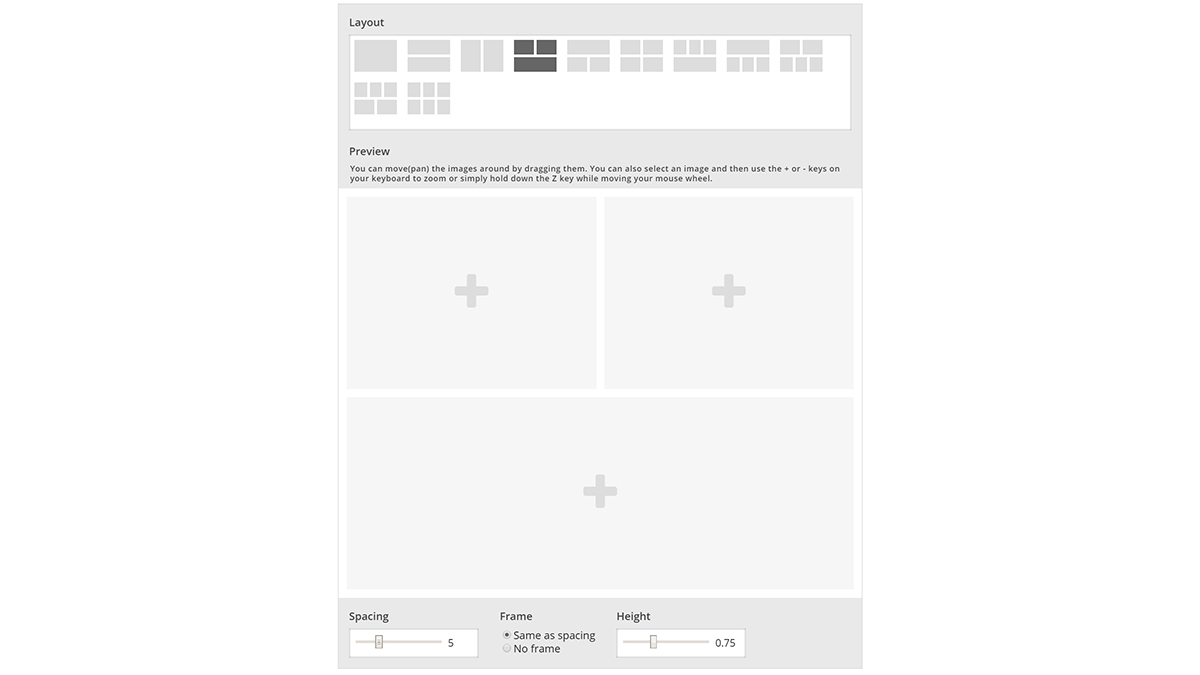 Layout
Preview
You can move(pan) the images around by dragging them. You can also select an image and then use the + or - keys on
your keyboard to zoom or simply hold down the Z key while moving your mouse wheel.
Spacing
5
Frame
Same as spacing
No frame
Height
0.75